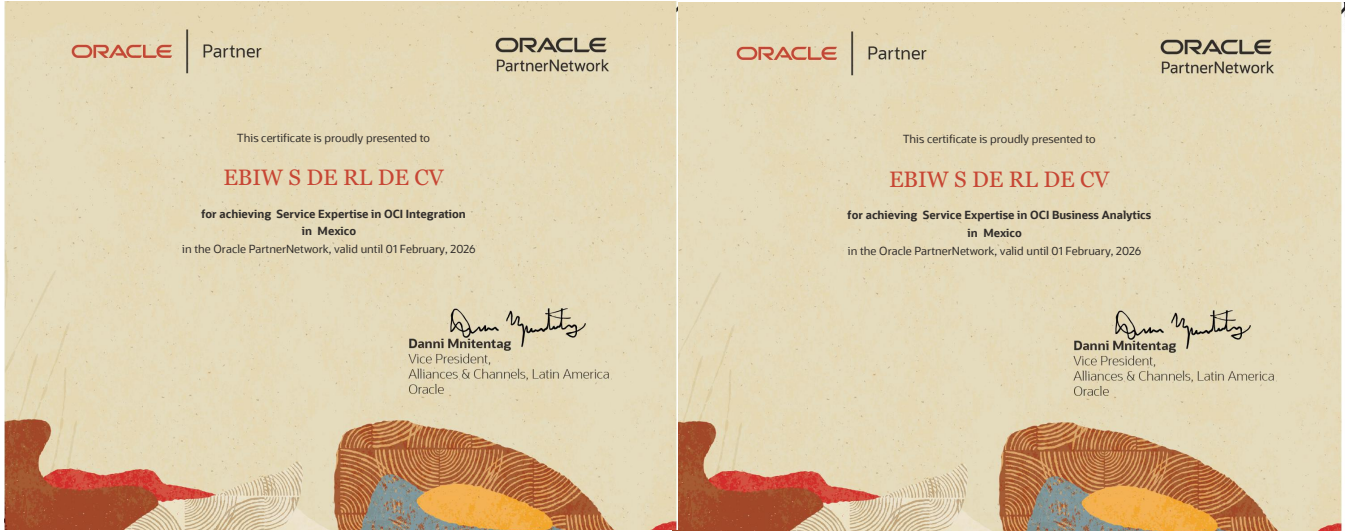 ORACLE | Partner
ORACLE
PartnerNetwork
This certificate is proudly presented to
EBIW S DE RL DE CV
for achieving Service Expertise in OCI Integration
in Mexico
in the Oracle PartnerNetwork, valid until 01 February, 2026
Danni Mnitentag
Vice President,
Alliances & Channels, Latin America
Oracle
ORACLE | Partner
ORACLE
PartnerNetwork
This certificate is proudly presented to
EBIW S DE RL DE CV
for achieving Service Expertise in OCI Business Analytics
in Mexico
in the Oracle PartnerNetwork, valid until 01 February, 2026
Danni Mnitentag
Vice President,
Alliances & Channels, Latin America
Oracle